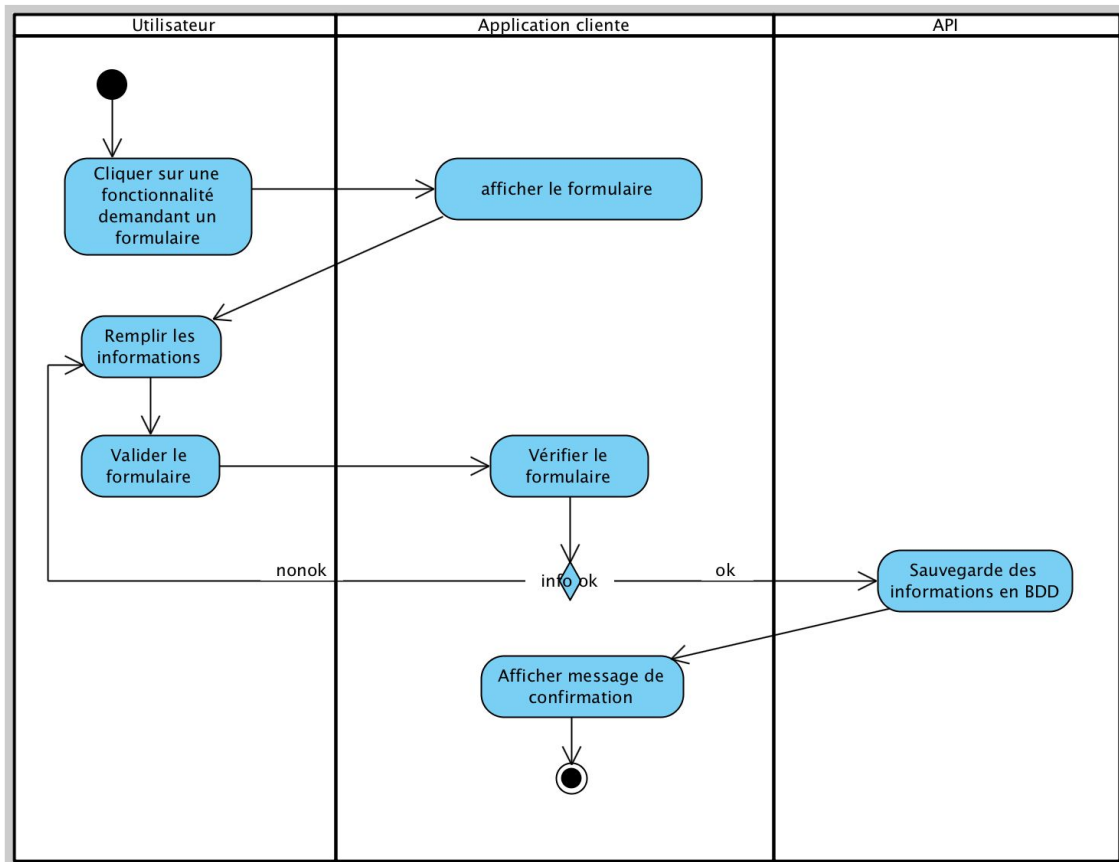 Utilisateur
Application cliente
API
Cliquer sur une
fonctionnalité
demandant un
formulaire
afficher le formulaire
Remplir les
informations
Valider le
formulaire
Vérifier le
formulaire
nonok
info ok
ok
Sauvegarde des
informations en BDD
Afficher message de
confirmation